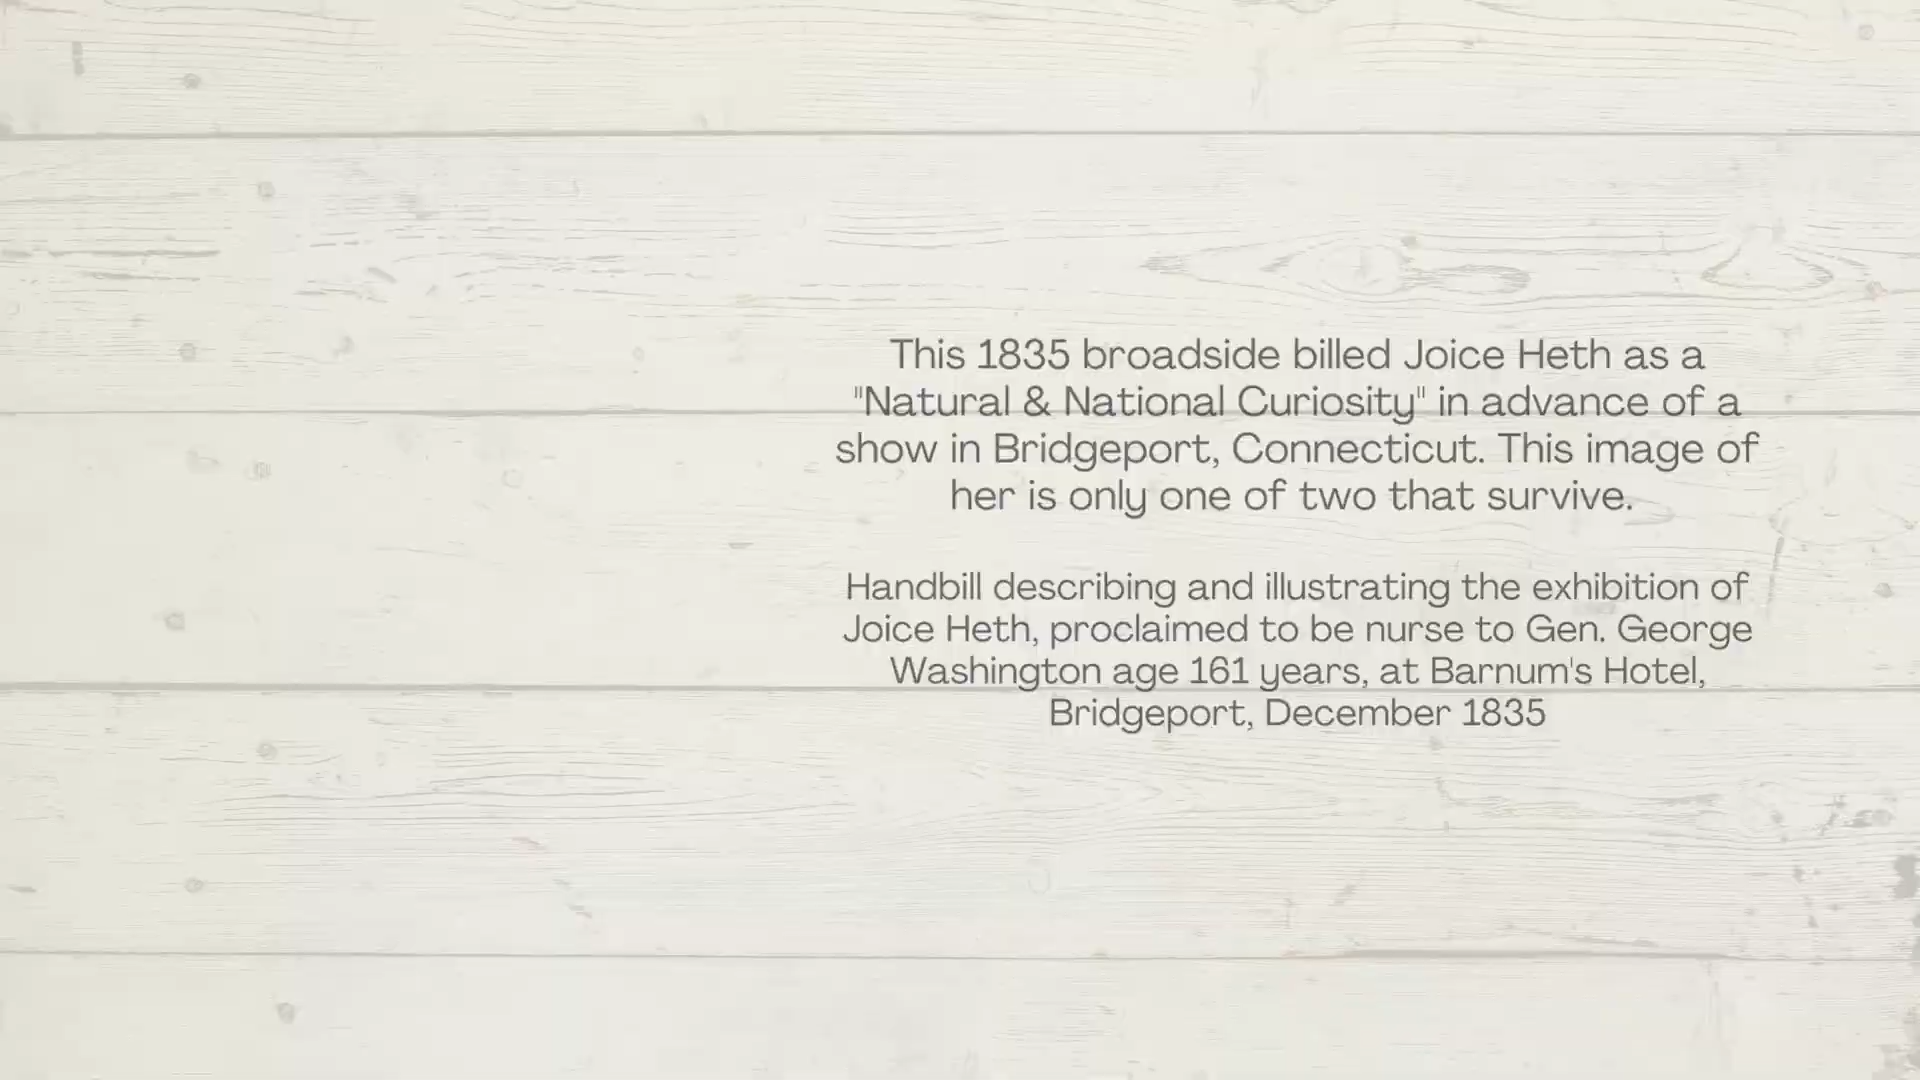 This 1835 broadside billed Joice Heth as a
"Natural & National Curiosity" in advance of a
show in Bridgeport, Connecticut. This image of
her is only one of two that survive.
Handbill describing and illustrating the exhibition of
Joice Heth, proclaimed to be nurse to Gen. George
Washington age 161 years, at Barnum's Hotel,
Bridgeport, December 1835